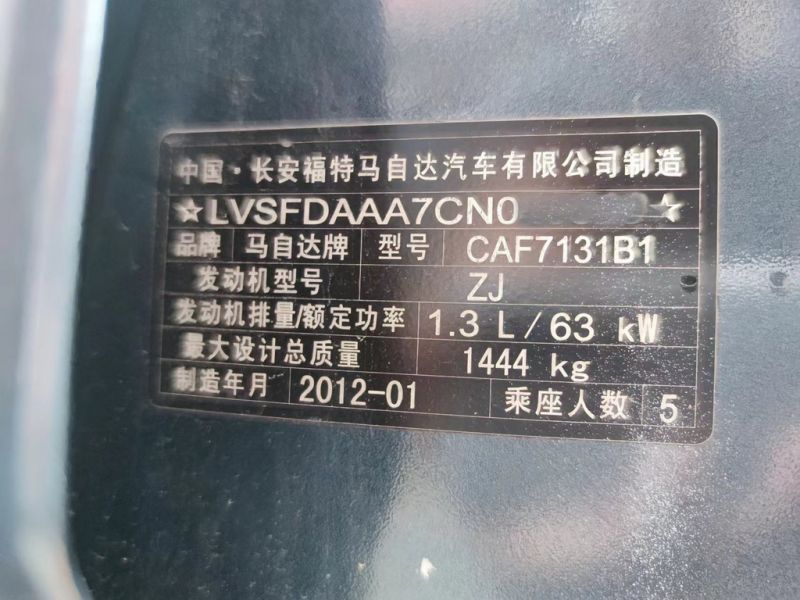 中国·长安福特马自达汽车有限公司制造
☆LVSFDAAA7CN0 ☆
品牌 马自达牌 型号 CAF7131B1
发动机型号 ZJ
发动机排量/额定功率 1.3 L/63 kW
最大设计总质量 1444 kg
制造年月 2012-01 乘座人数 5